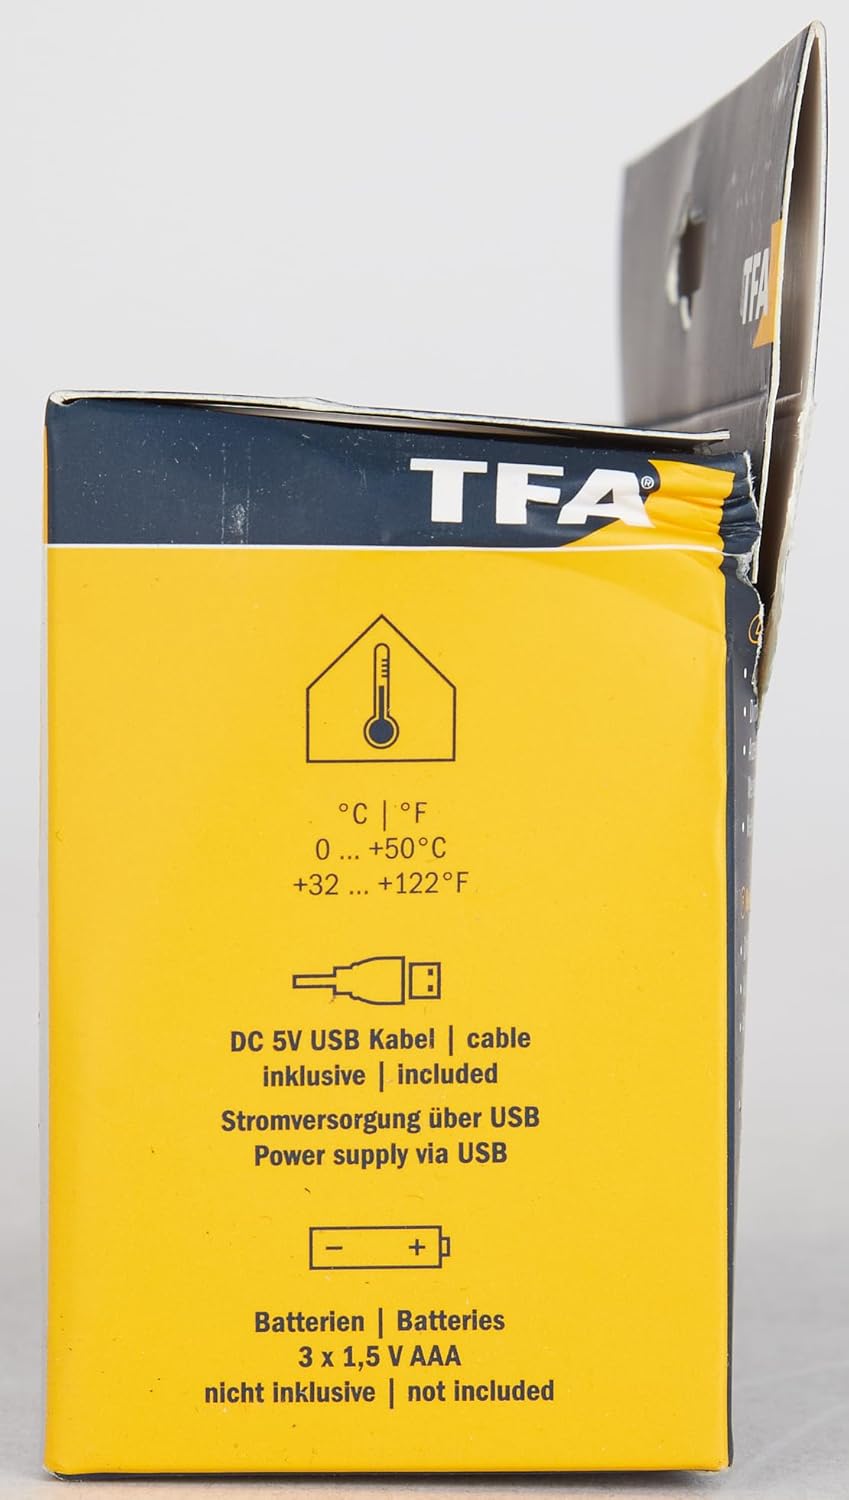 TFA
TFA®
°C | °F
0 ... +50°C
+32 ... +122°F
DC 5V USB Kabel | cable
inklusive | included
Stromversorgung über USB
Power supply via USB
− +
Batterien | Batteries
3 x 1,5 V AAA
nicht inklusive | not included